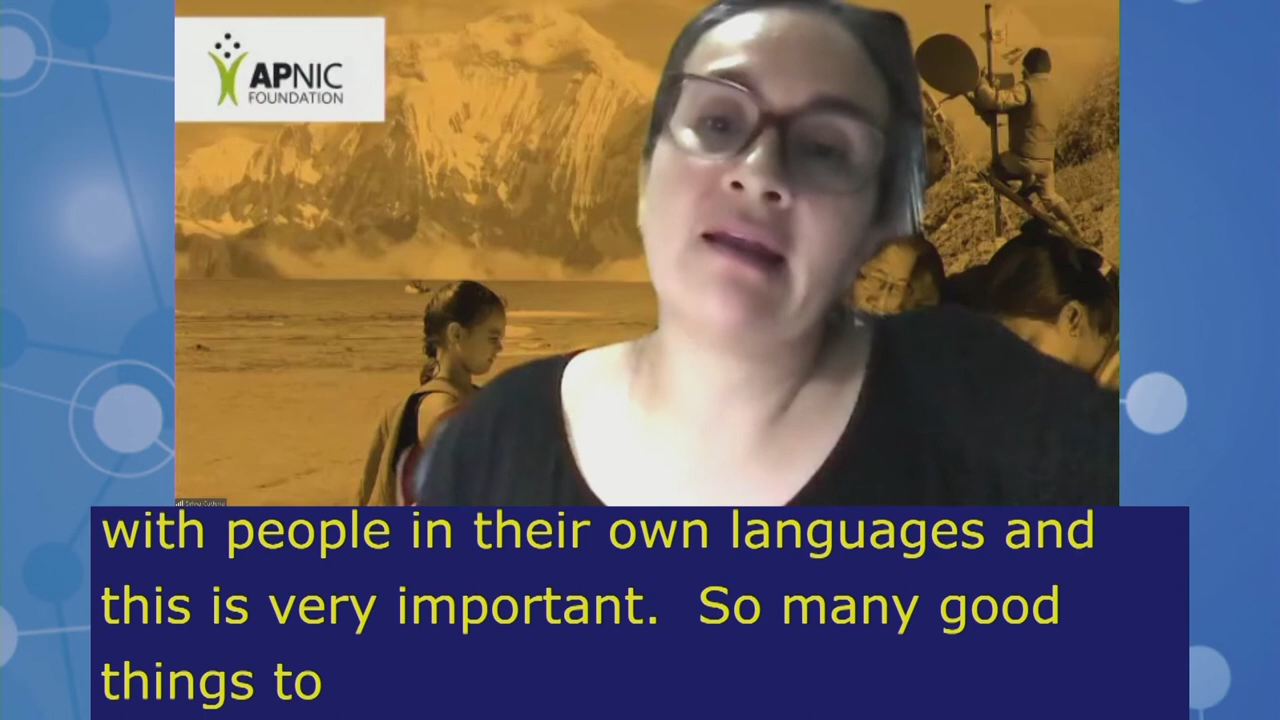 APNIC
FOUNDATION
with people in their own languages and
this is very important.  So many good
things to